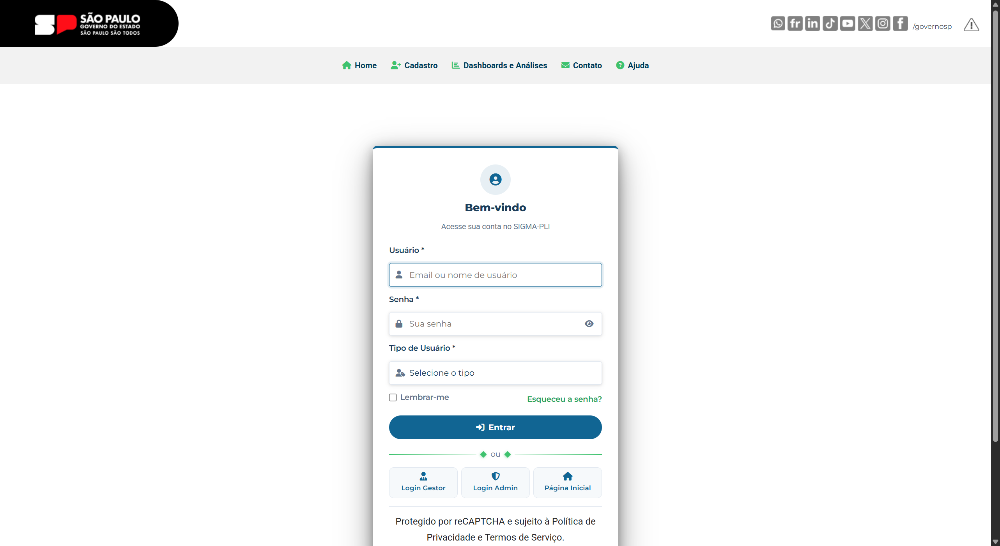 SÃO PAULO
GOVERNO DO ESTADO
SÃO PAULO SÃO TODOS
/governosp
Home
Cadastro
Dashboards e Análises
Contato
Ajuda
Bem-vindo
Acesse sua conta no SIGMA-PLI
Usuário *
Email ou nome de usuário
Senha *
Sua senha
Tipo de Usuário *
Selecione o tipo
Lembrar-me
Esqueceu a senha?
Entrar
ou
Login Gestor
Login Admin
Página Inicial
Protegido por reCAPTCHA e sujeito à Política de
Privacidade e Termos de Serviço.